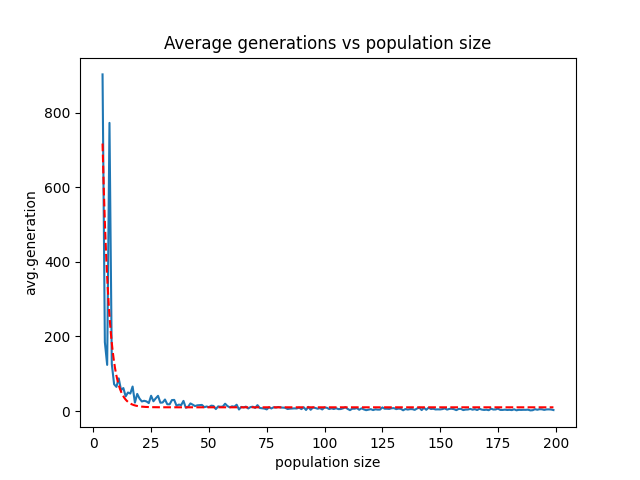 Average generations vs population size
avg.generation
800
600
400
200
0
0 25 50 75 100 125 150 175 200
population size